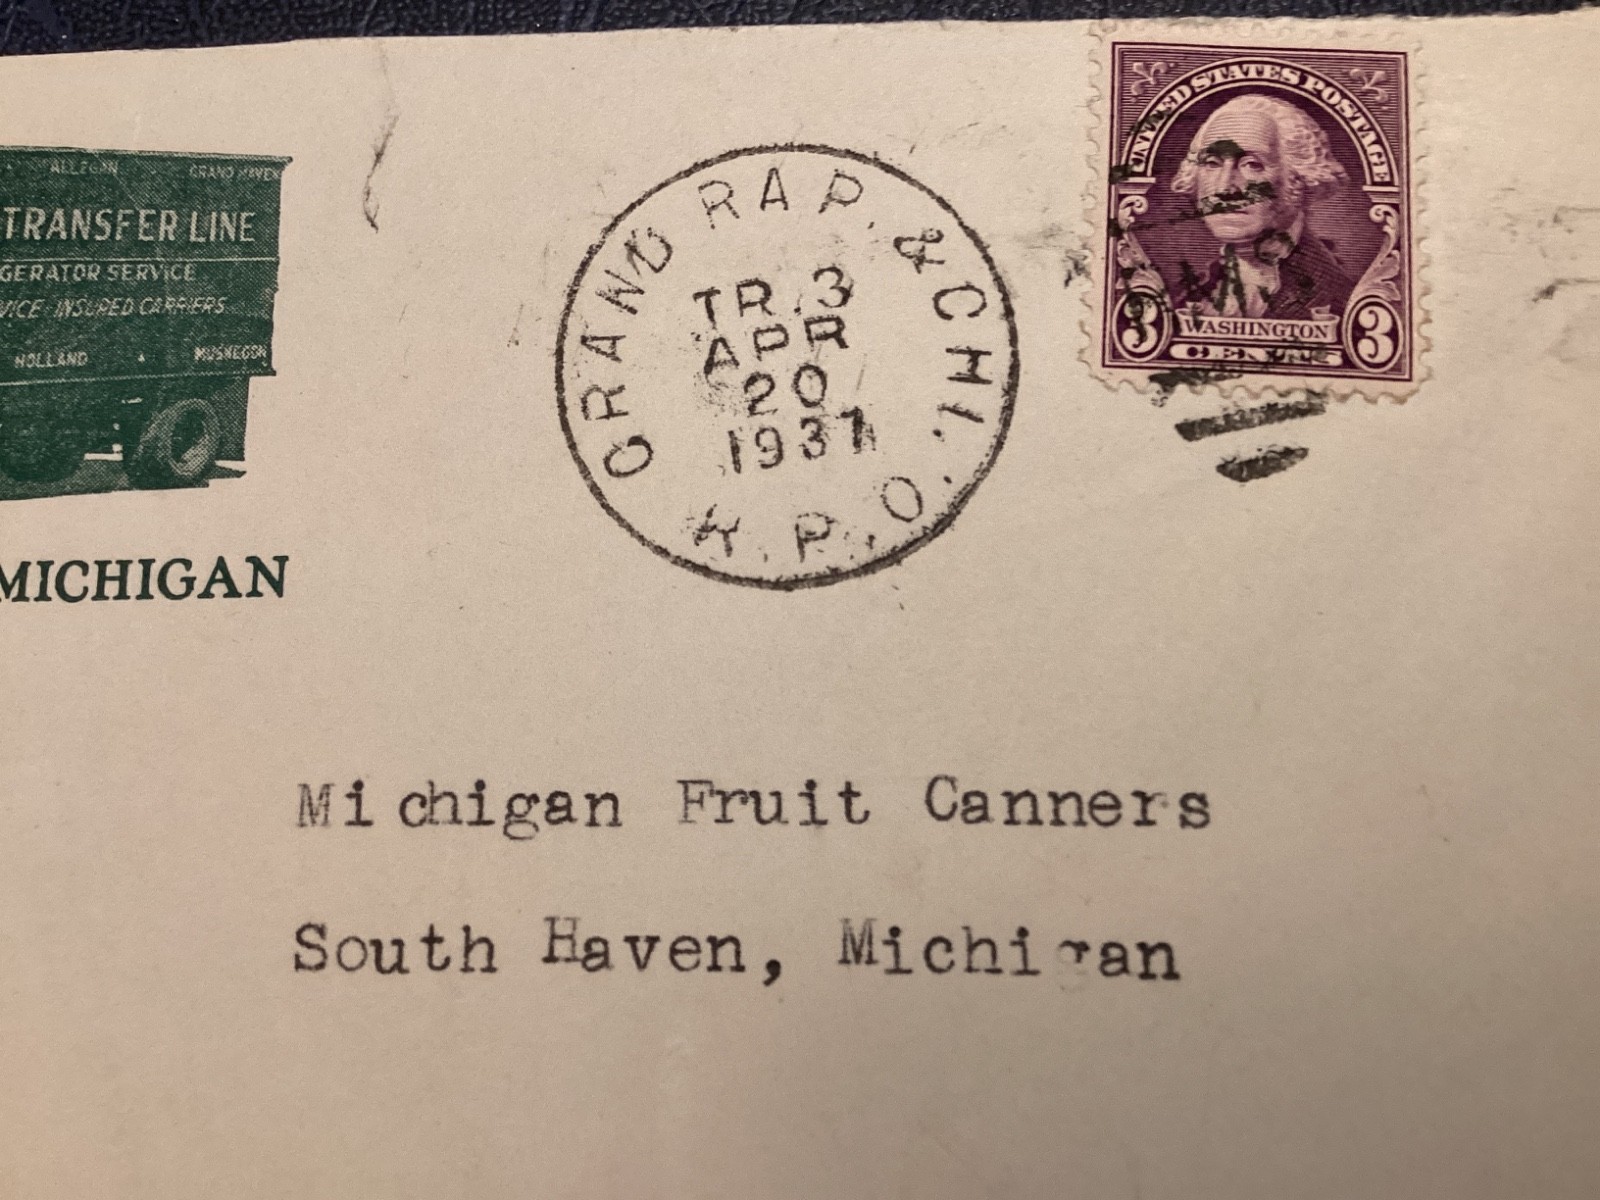 ALLEGAN GRAND HAVEN
TRANSFER LINE
GERATOR SERVICE
VICE - INSURED CARRIERS
HOLLAND MUSKEGON
MICHIGAN
GRAND RAP. & CHI.
TR. 3
APR
20
1937
R.P.O.
UNITED STATES POSTAGE
3 WASHINGTON 3
CENTS
Michigan Fruit Canners
South Haven, Michigan